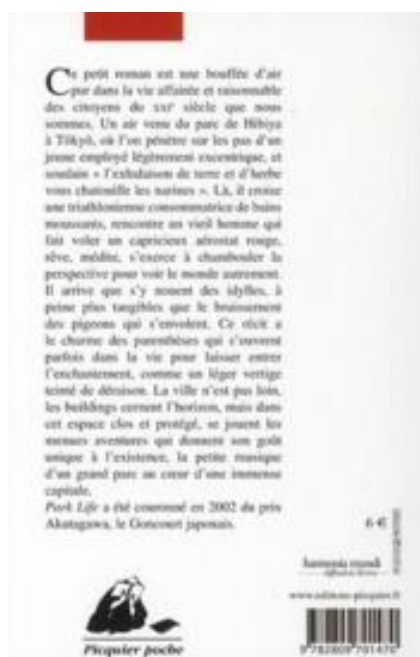 Ce petit roman est une bouffée d'air
pur dans la vie affairée et raisonnable
des citoyens du XXIe siècle que nous
sommes. Un air venu du parc de Hibiya
à Tôkyô, où l'on pénètre sur les pas d'un
jeune employé légèrement excentrique, et
soudain « l'exhalaison de terre et d'herbe
vous chatouille les narines ». Là, il croise
une triathlonienne consommatrice de bains
moussants, rencontre un vieil homme qui
fait voler un capricieux aérostat rouge,
rêve, médite, s'exerce à chambouler la
perspective pour voir le monde autrement.
Il arrive que s'y nouent des idylles, à
peine plus tangibles que le bruissement
des pigeons qui s'envolent. Ce récit a
le charme des parenthèses qui s'ouvrent
parfois dans la vie pour laisser entrer
l'enchantement, comme un léger vertige
teinté de déraison. La ville n'est pas loin,
les buildings cernent l'horizon, mais dans
cet espace clos et protégé, se jouent les
menues aventures qui donnent son goût
unique à l'existence, la petite musique
d'un grand parc au cœur d'une immense
capitale.
Park Life a été couronné en 2002 du prix
Akutagawa, le Goncourt japonais.
6 €
harmonia mundi
diffusion livres
www.editions-picquier.fr
Picquier poche
9 782809 701470